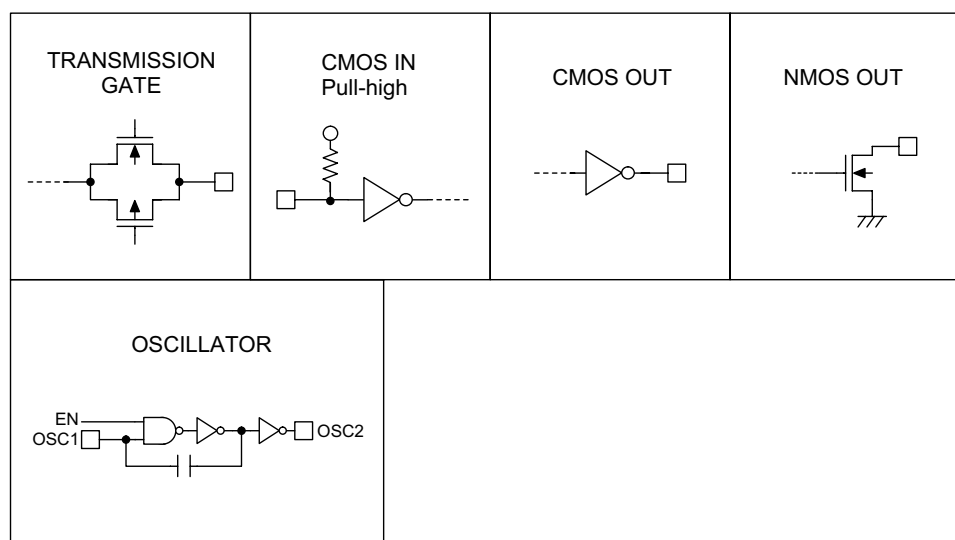 TRANSMISSION
GATE
CMOS IN
Pull-high
CMOS OUT
NMOS OUT
OSCILLATOR
EN
OSC1
OSC2